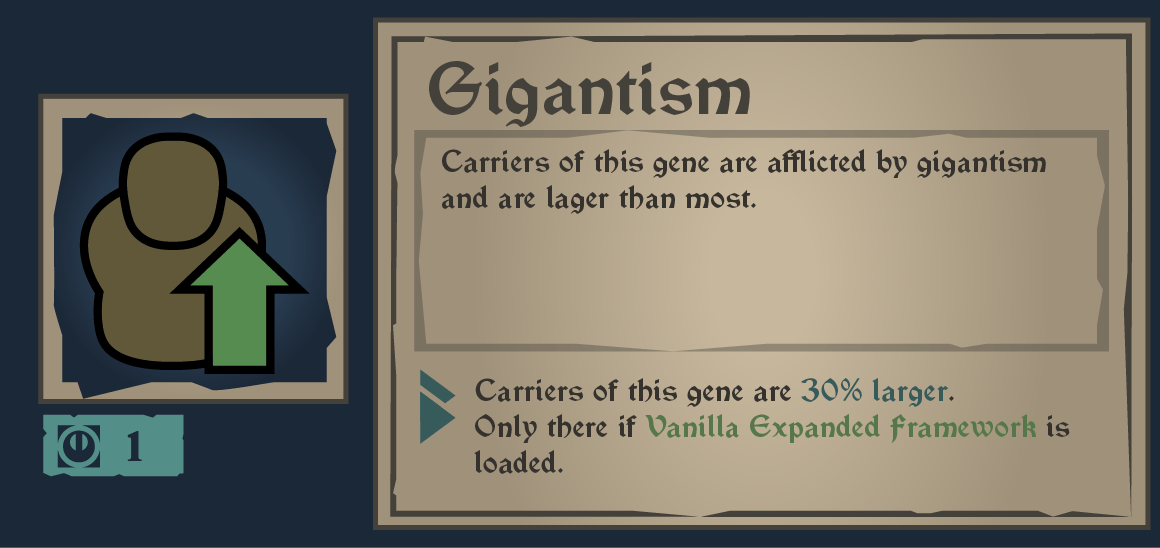 Gigantism
Carriers of this gene are afflicted by gigantism
and are lager than most.
Carriers of this gene are 30% larger.
Only there if Vanilla Expanded Framework is
loaded.
1